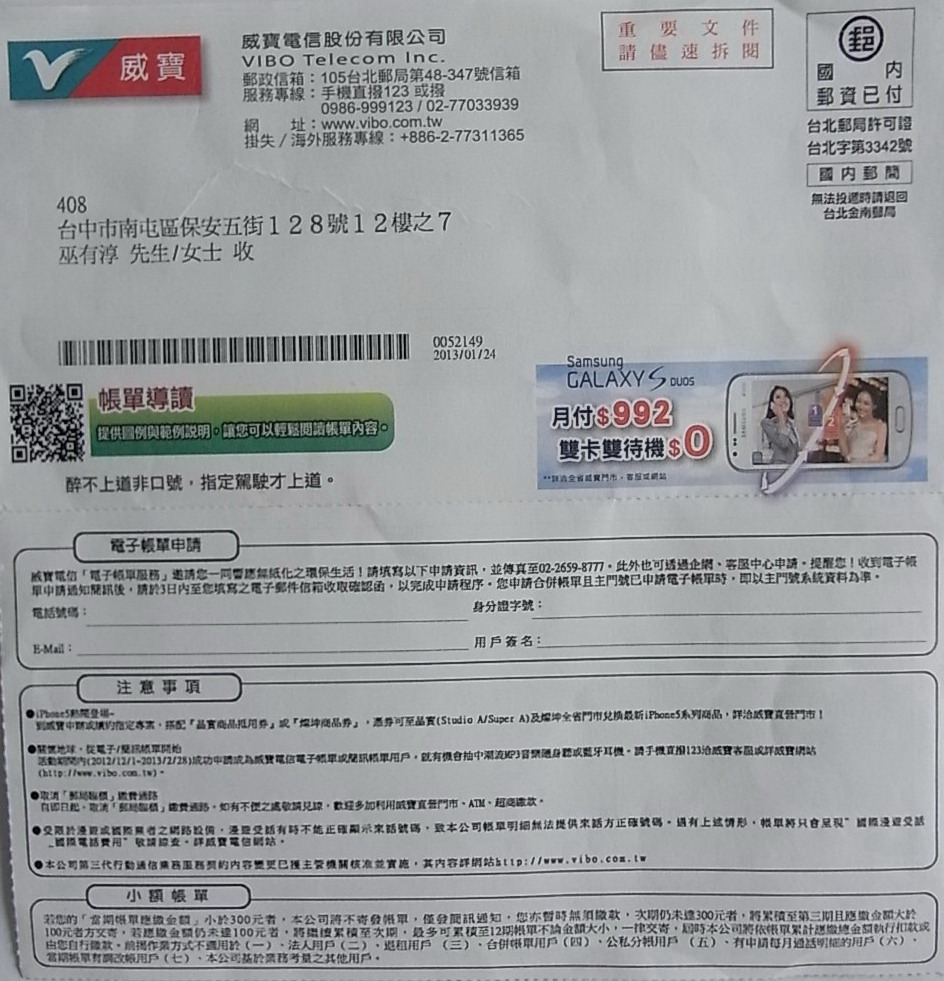 威寶
威寶電信股份有限公司
VIBO Telecom Inc.
郵政信箱：105台北郵局第48-347號信箱
服務專線：手機直撥123 或撥
0986-999123 / 02-77033939
網　　址：www.vibo.com.tw
掛失 / 海外服務專線：+886-2-77311365
重要文件
請儘速拆閱
郵
國　內
郵資已付
台北郵局許可證
台北字第3342號
國內郵簡
無法投遞時請退回
台北金南郵局
408
台中市南屯區保安五街１２８號１２樓之７
巫有淳 先生/女士 收
0052149
2013/01/24
帳單導讀
提供圖例與範例說明，讓您可以輕鬆閱讀帳單內容。
醉不上道非口號，指定駕駛才上道。
Samsung
GALAXY S DUOS
月付$992
雙卡雙待機$0
**詳洽全省威寶門市、客服或網站
電子帳單申請
威寶電信「電子帳單服務」邀請您一同響應無紙化之環保生活！請填寫以下申請資訊，並傳真至02-2659-8777。此外也可透過企網、客服中心申請。提醒您！收到電子帳
單申請通知簡訊後，請於3日內至您填寫之電子郵件信箱收取確認函，以完成申請程序。您申請合併帳單且主門號已申請電子帳單時，即以主門號系統資料為準。
電話號碼：
身分證字號：
E-Mail：
用戶簽名：
注意事項
●iPhone5熱鬧登場~
到威寶申辦或續約指定專案，搭配『晶實商品抵用券』或『燦坤商品券』，憑券可至晶實(Studio A/Super A)及燦坤全省門市兌換最新iPhone5系列商品，詳洽威寶直營門市！
●關懷地球，從電子/簡訊帳單開始
活動期間內(2012/12/1~2013/2/28)成功申請成為威寶電信電子帳單或簡訊帳單用戶，就有機會抽中潮流MP3音樂隨身聽或藍牙耳機。請手機直撥123洽威寶客服或詳威寶網站
(http://www.vibo.com.tw)。
●取消「郵局臨櫃」繳費通路
自即日起，取消「郵局臨櫃」繳費通路，如有不便之處敬請見諒，歡迎多加利用威寶直營門市、ATM、超商繳款。
●受限於漫遊或國際業者之網路設備，漫遊受話有時不能正確顯示來話號碼，致本公司帳單明細無法提供來話方正確號碼。遇有上述情形，帳單將只會呈現"國際漫遊受話
_國際電話費用"敬請諒查。詳威寶電信網站。
●本公司第三代行動通信業務服務契約內容變更已獲主管機關核准並實施，其內容詳網站http://www.vibo.com.tw
小額帳單
若您的「當期帳單應繳金額」小於300元者，本公司將不寄發帳單，僅發簡訊通知，您亦暫時無須繳款，次期仍未達300元者，將累積至第三期且應繳金額大於
100元者方交寄，若應繳金額仍未達100元者，將繼續累積至次期，最多可累積至12期帳單不論金額大小，一律交寄，屆時本公司將依帳單累計應繳總金額執行扣款或
由您自行繳款。前揭作業方式不適用於（一）、法人用戶（二）、退租用戶（三）、合併帳單用戶（四）、公私分帳用戶（五）、有申請每月通話明細的用戶（六）、
當期帳單有調改帳用戶（七）、本公司基於業務考量之其他用戶。